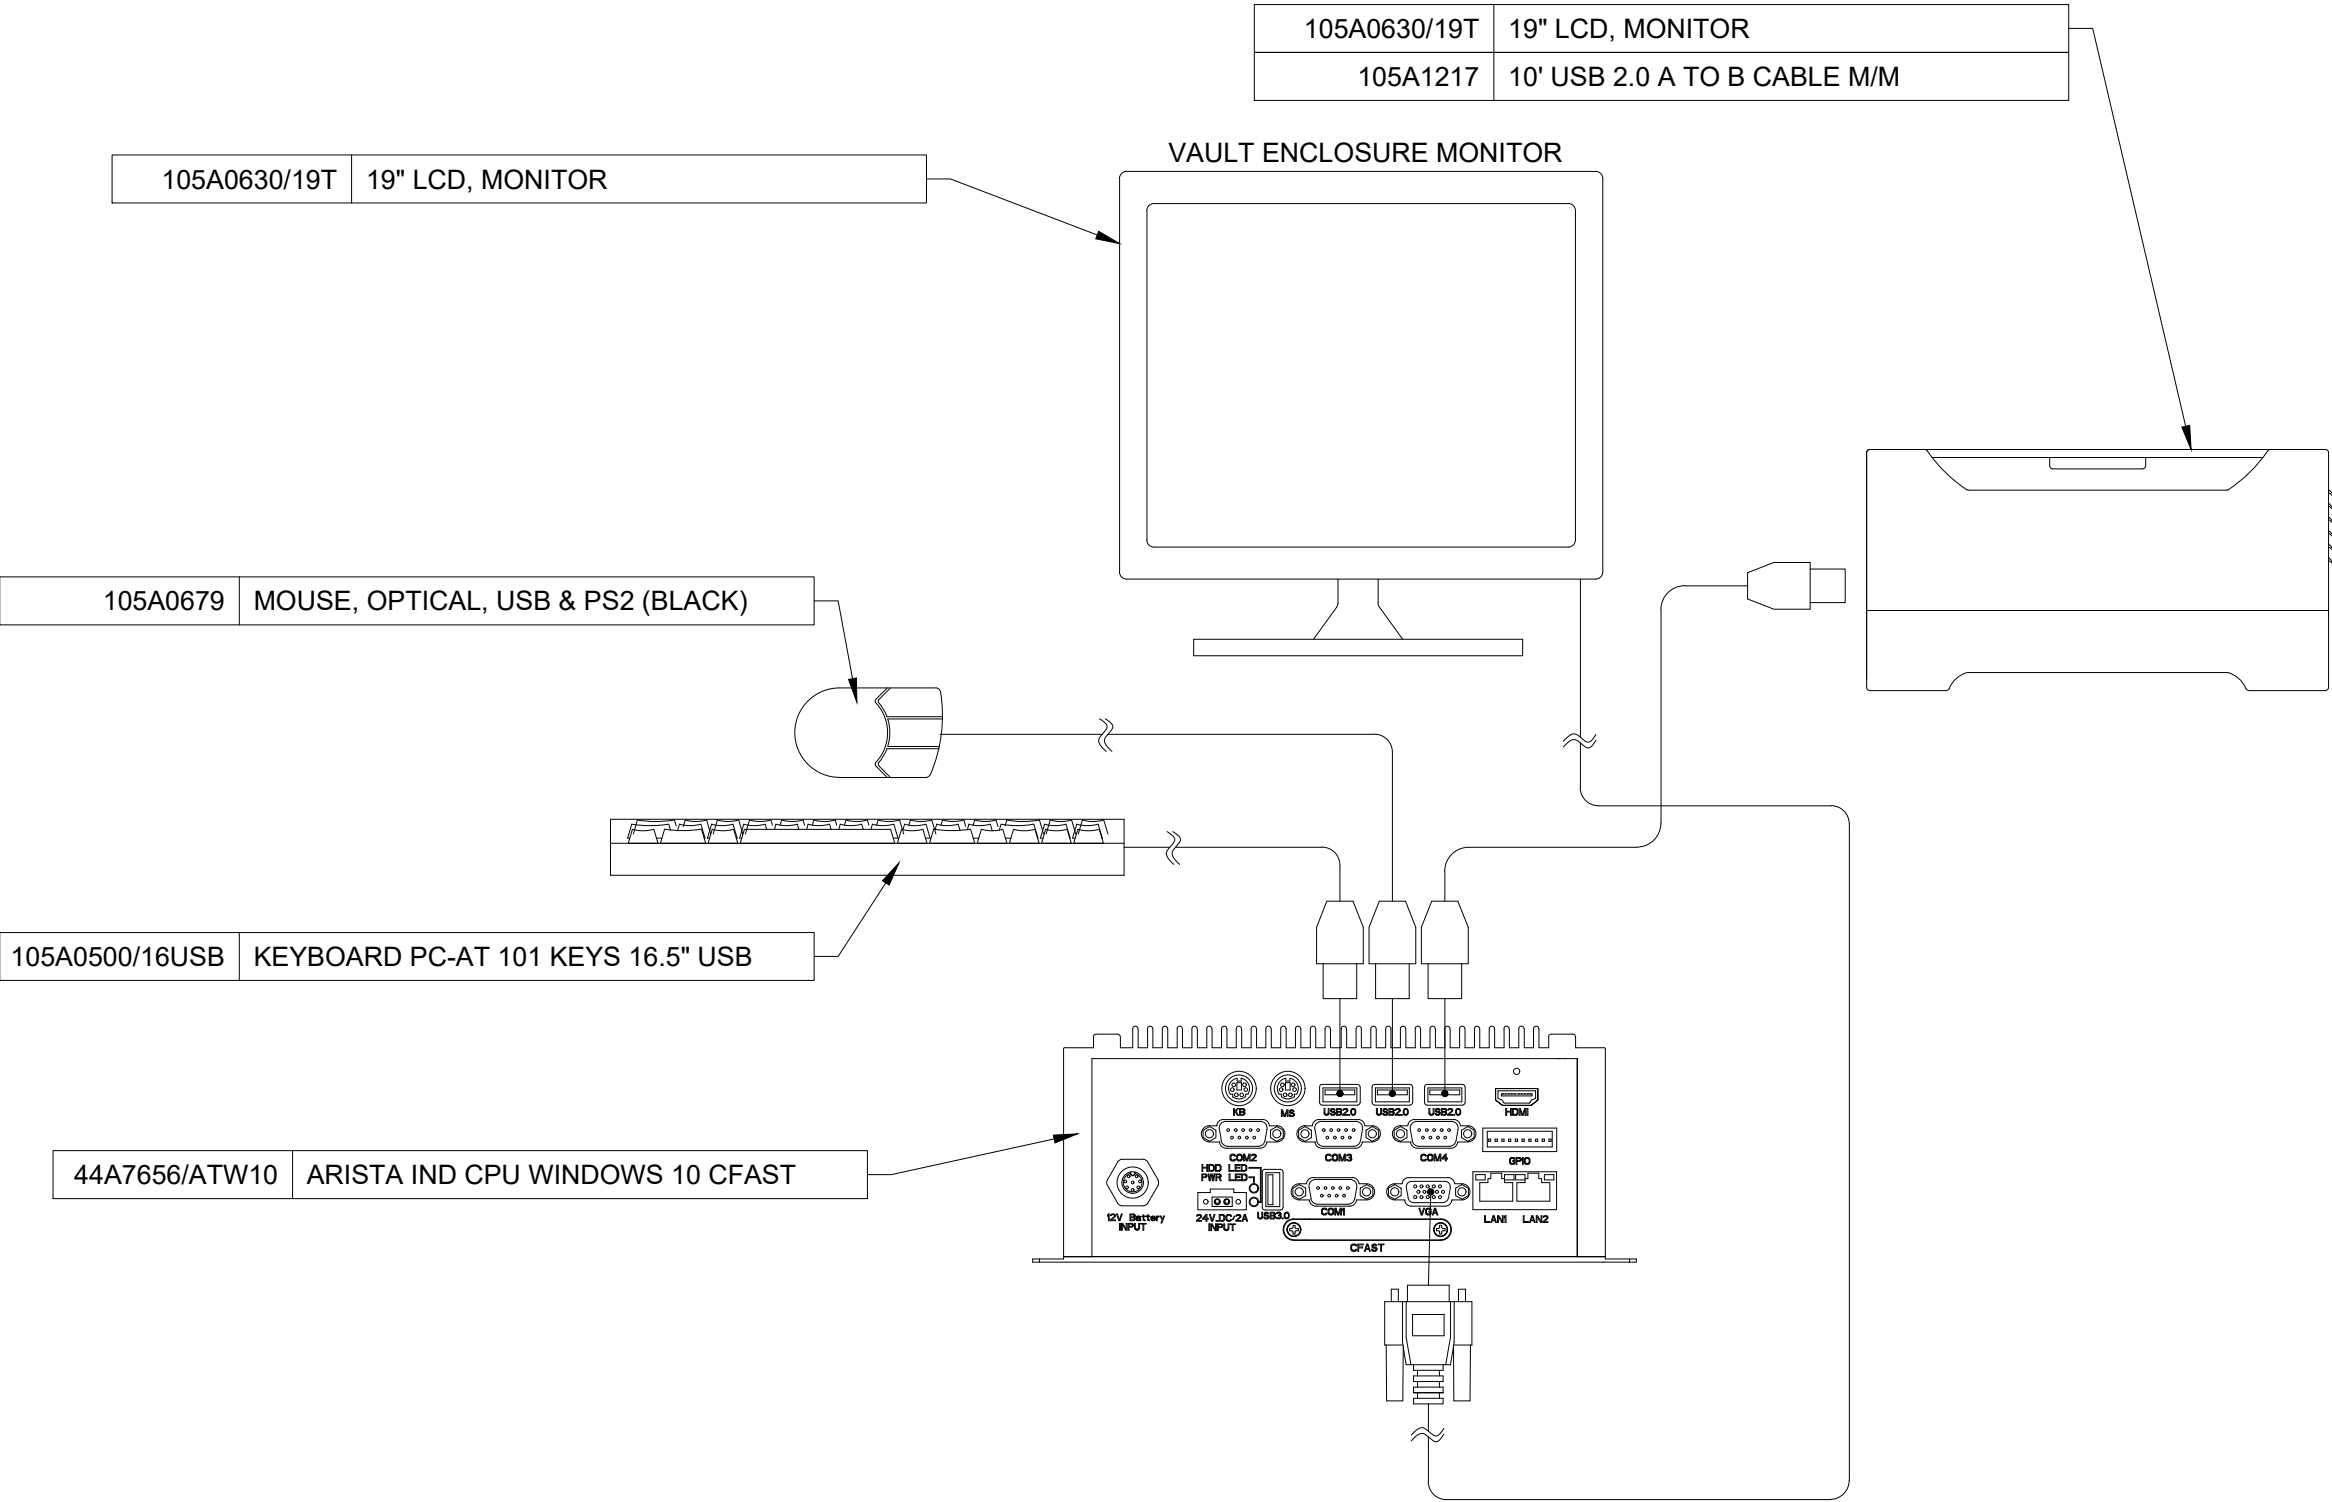 105A0630/19T 19" LCD, MONITOR
105A1217 10' USB 2.0 A TO B CABLE M/M
VAULT ENCLOSURE MONITOR
105A0630/19T 19" LCD, MONITOR
105A0679 MOUSE, OPTICAL, USB & PS2 (BLACK)
105A0500/16USB KEYBOARD PC-AT 101 KEYS 16.5" USB
44A7656/ATW10 ARISTA IND CPU WINDOWS 10 CFAST
KB MS USB2.0 USB2.0 USB2.0 HDMI
COM2 COM3 COM4 GPIO
HDD LED
PWR LED
12V Battery
INPUT
24V DC/2A
INPUT
USB3.0 COM1 VGA LAN1 LAN2
CFAST